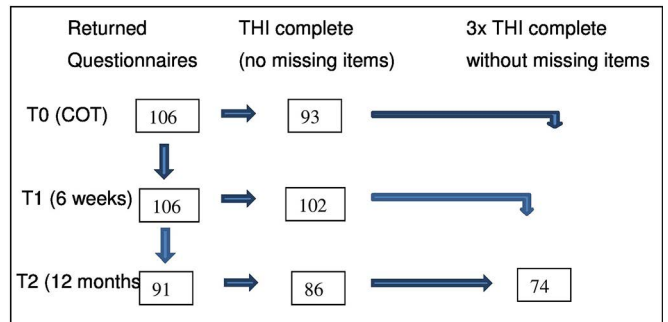 Returned THI complete 3x THI complete
Questionnaires (no missing items) without missing items
T0 (COT) 106 93
T1 (6 weeks) 106 102
T2 (12 months 91 86 74